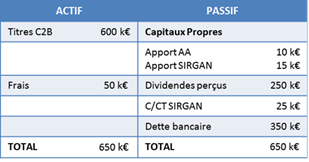 ACTIF PASSIF
Titres C2B 600 k€ Capitaux Propres
Apport AA 10 k€
Apport SIRGAN 15 k€
Frais 50 k€ Dividendes perçus 250 k€
C/CT SIRGAN 25 k€
Dette bancaire 350 k€
TOTAL 650 k€ TOTAL 650 k€